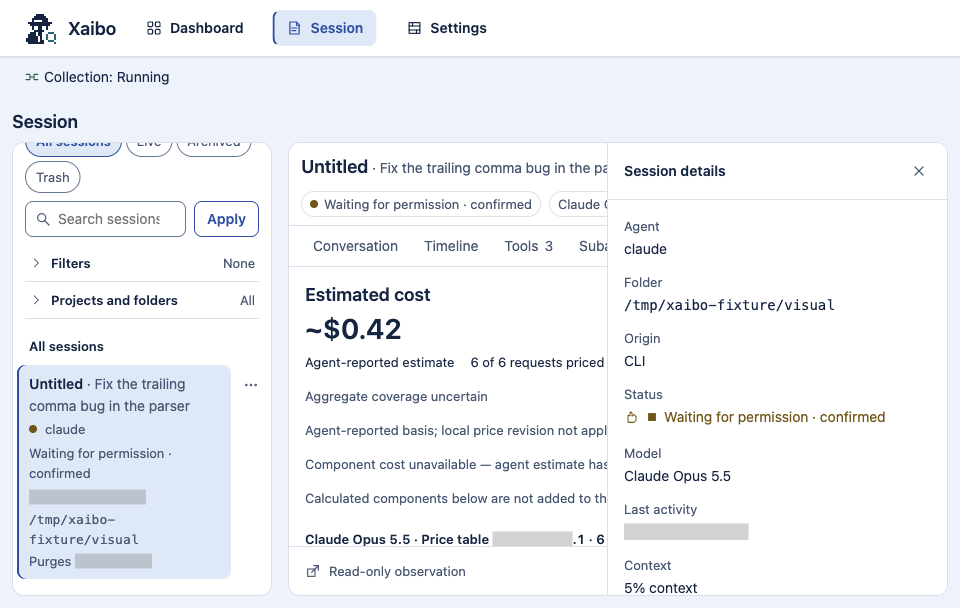 Xaibo
Dashboard
Session
Settings
Collection: Running
Session
All sessions
Live
Archived
Trash
Search sessions
Apply
Filters
None
Projects and folders
All
All sessions
Untitled · Fix the trailing
comma bug in the parser
claude
Waiting for permission ·
confirmed
/tmp/xaibo-
fixture/visual
Purges
Untitled · Fix the trailing comma bug in the pa
Waiting for permission · confirmed
Claude
Conversation
Timeline
Tools 3
Suba
Estimated cost
~$0.42
Agent-reported estimate
6 of 6 requests priced
Aggregate coverage uncertain
Agent-reported basis; local price revision not appl
Component cost unavailable — agent estimate has
Calculated components below are not added to th
Claude Opus 5.5 · Price table .1 · 6
Read-only observation
Session details
Agent
claude
Folder
/tmp/xaibo-fixture/visual
Origin
CLI
Status
Waiting for permission · confirmed
Model
Claude Opus 5.5
Last activity
Context
5% context